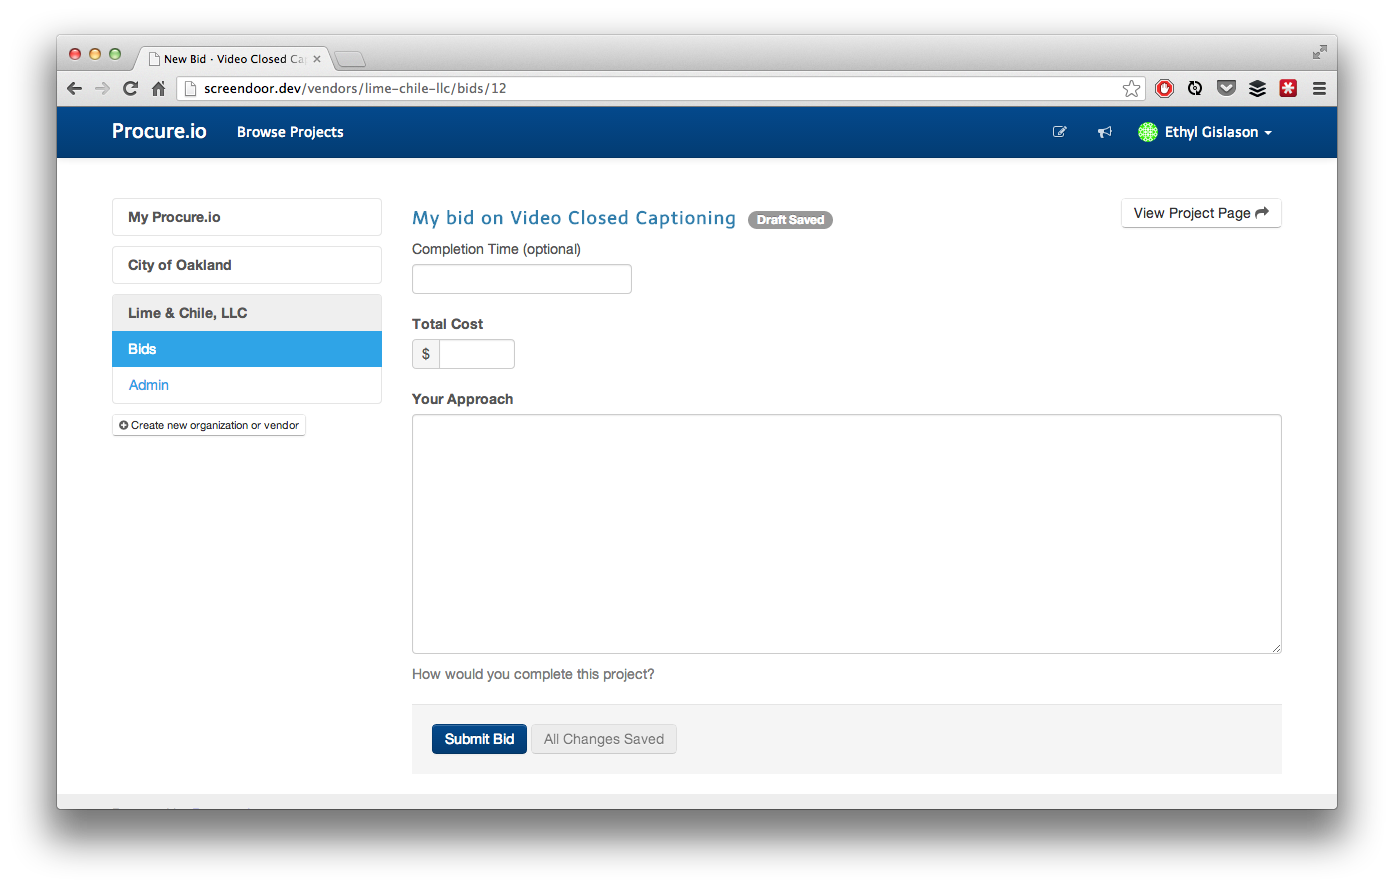 New Bid · Video Closed Ca
screendoor.dev/vendors/lime-chile-llc/bids/12
Procure.io
Browse Projects
Ethyl Gislason
My Procure.io
City of Oakland
Lime & Chile, LLC
Bids
Admin
Create new organization or vendor
My bid on Video Closed Captioning
Draft Saved
View Project Page
Completion Time (optional)
Total Cost
$
Your Approach
How would you complete this project?
Submit Bid
All Changes Saved